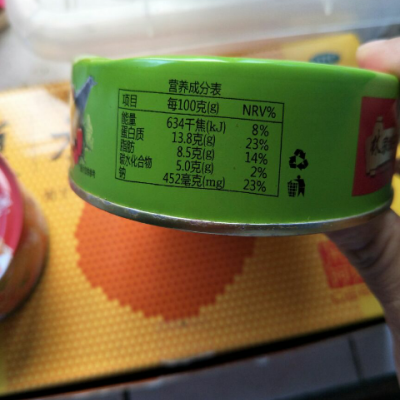 营养成分表
项目 每100克(g) NRV%
能量 634千焦(kJ) 8%
蛋白质 13.8克(g) 23%
脂肪 8.5克(g) 14%
碳水化合物 5.0克(g) 2%
钠 452毫克(mg) 23%